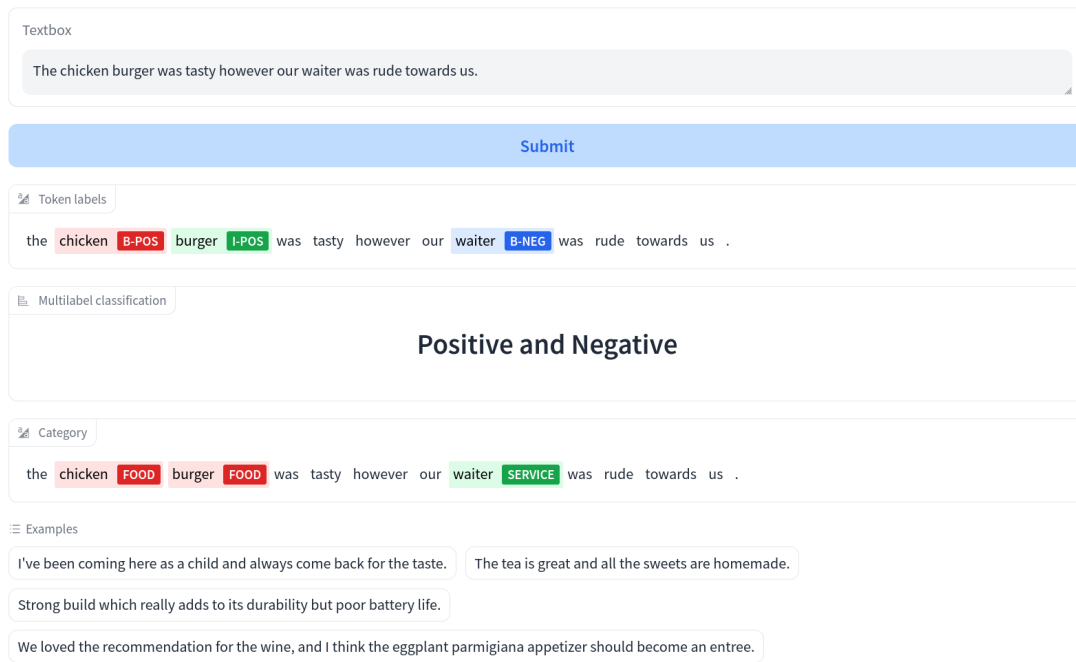 Textbox
The chicken burger was tasty however our waiter was rude towards us.
Submit
Token labels
the chicken B-POS burger I-POS was tasty however our waiter B-NEG was rude towards us .
Multilabel classification
Positive and Negative
Category
the chicken FOOD burger FOOD was tasty however our waiter SERVICE was rude towards us .
Examples
I've been coming here as a child and always come back for the taste. The tea is great and all the sweets are homemade.
Strong build which really adds to its durability but poor battery life.
We loved the recommendation for the wine, and I think the eggplant parmigiana appetizer should become an entree.